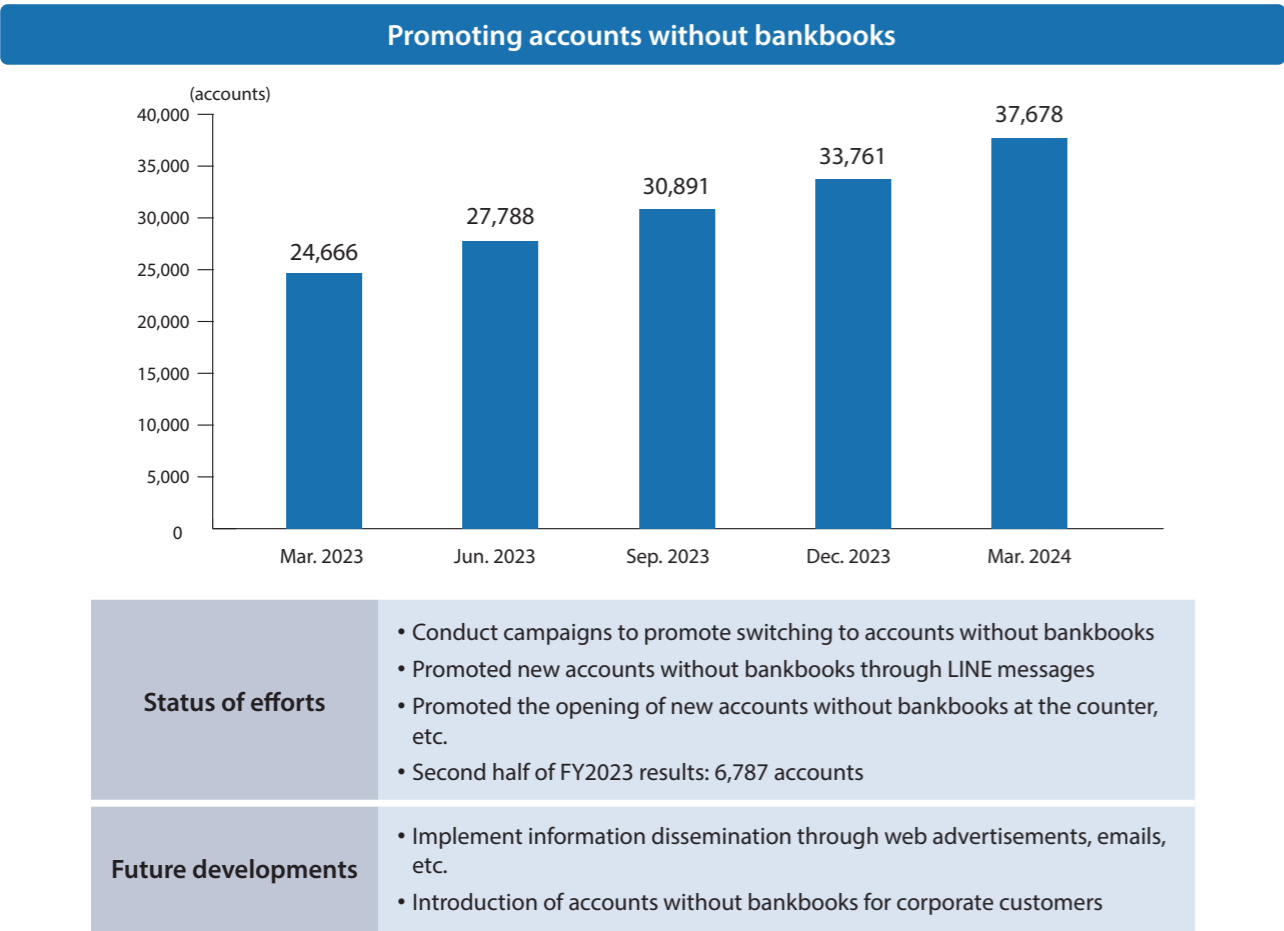 Promoting accounts without bankbooks
(accounts)
40,000
35,000
30,000
25,000
20,000
15,000
10,000
5,000
0
24,666
27,788
30,891
33,761
37,678
Mar. 2023
Jun. 2023
Sep. 2023
Dec. 2023
Mar. 2024
Status of efforts
• Conduct campaigns to promote switching to accounts without bankbooks
• Promoted new accounts without bankbooks through LINE messages
• Promoted the opening of new accounts without bankbooks at the counter,
etc.
• Second half of FY2023 results: 6,787 accounts
Future developments
• Implement information dissemination through web advertisements, emails,
etc.
• Introduction of accounts without bankbooks for corporate customers